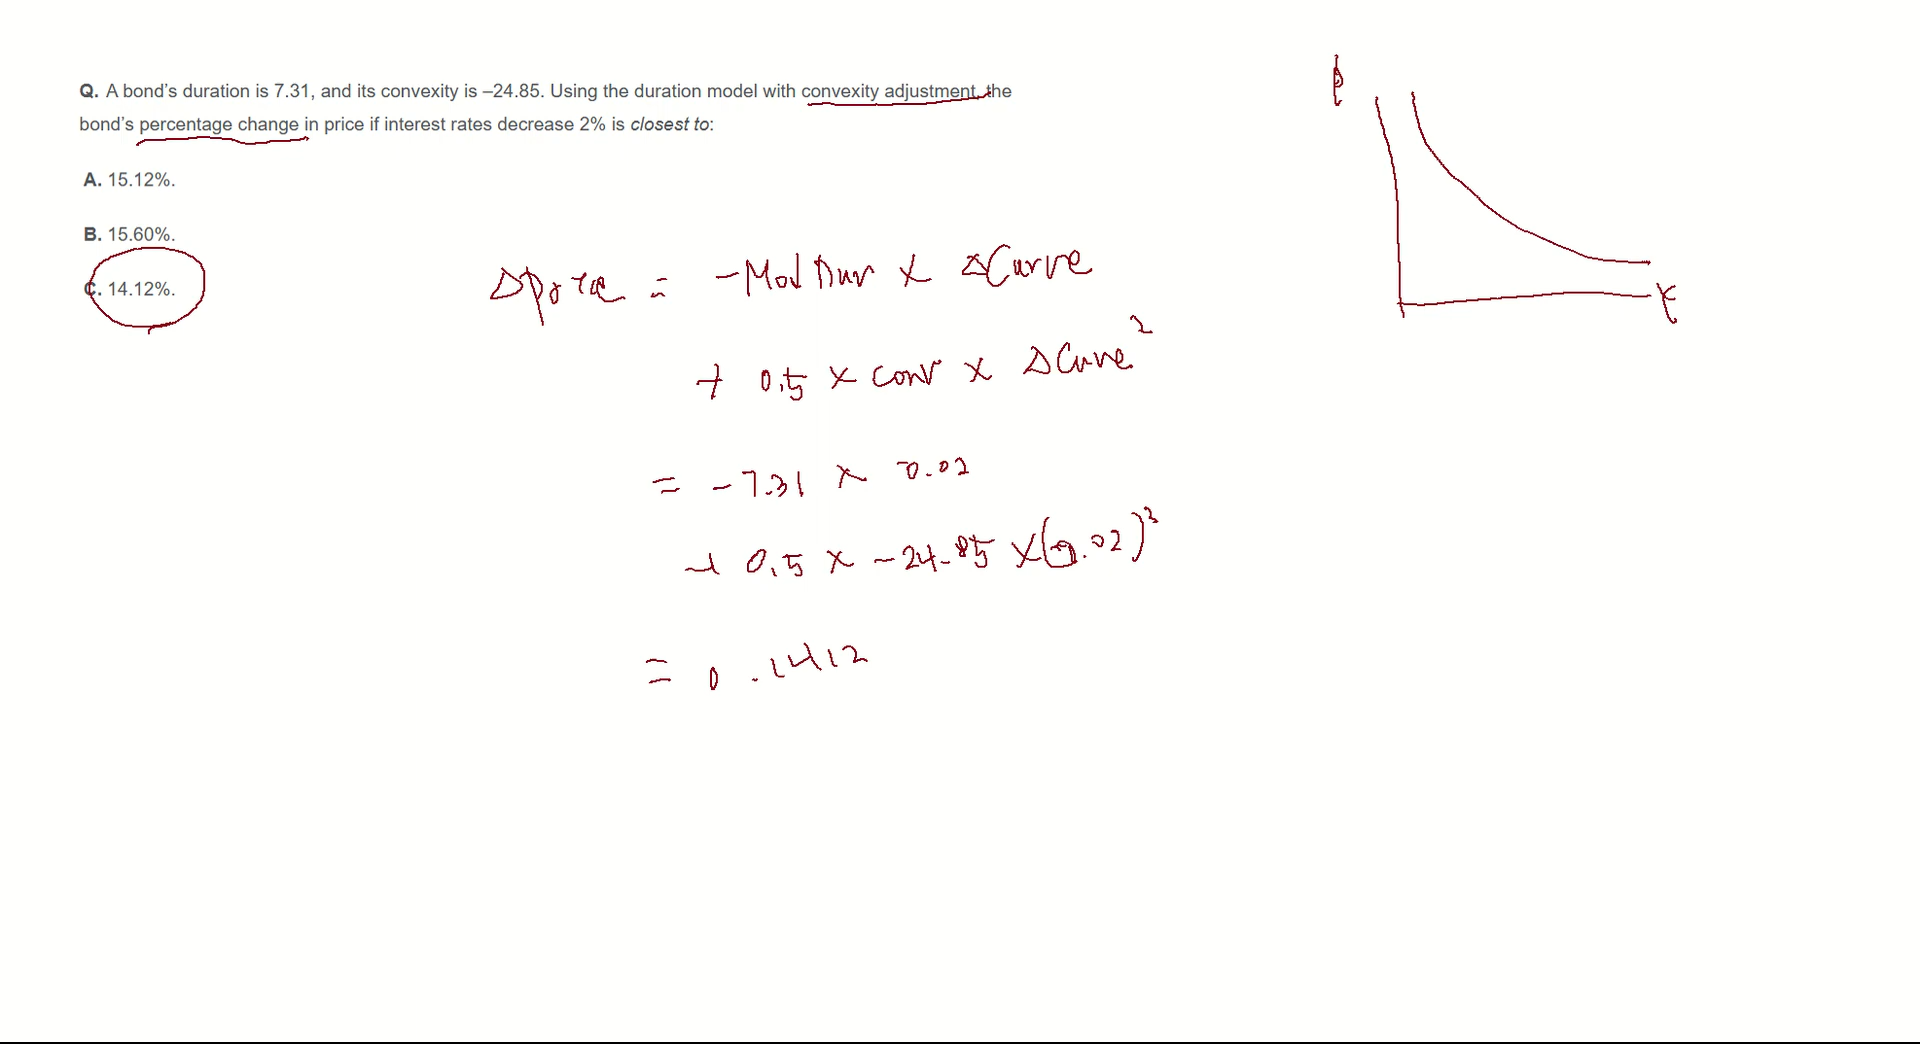 Q. A bond’s duration is 7.31, and its convexity is –24.85. Using the duration model with convexity adjustment, the
bond’s percentage change in price if interest rates decrease 2% is closest to:
A. 15.12%.
B. 15.60%.
C. 14.12%.
= -Mod Dur × ΔCurve
+ 0.5 × conv × ΔCurve²
= -7.31 × -0.02
+ 0.5 × -24.85 × (-0.02)²
= 0.1412
P
Y